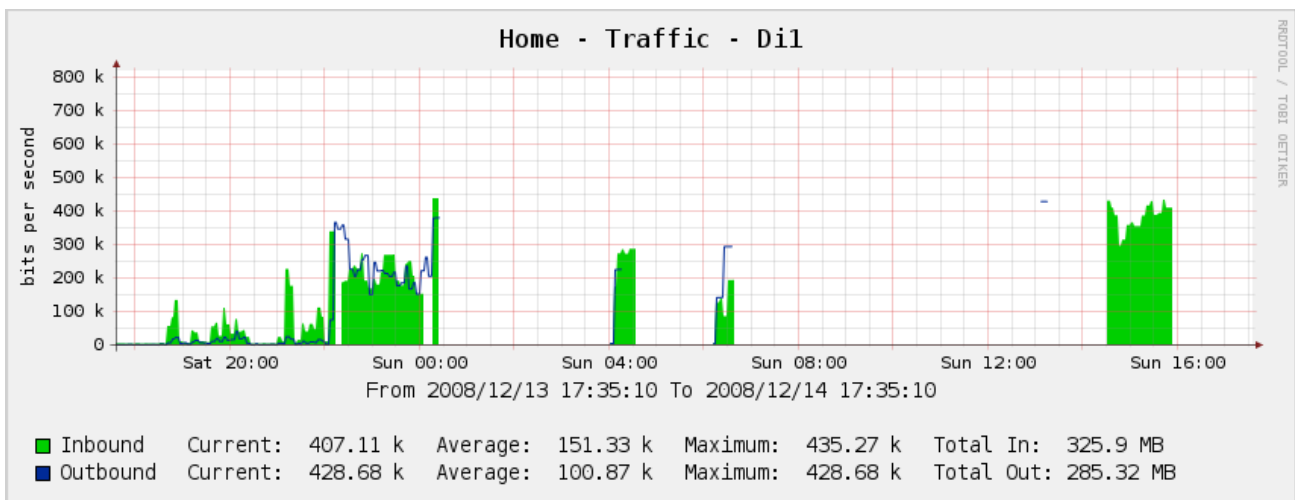 Home - Traffic - Di1
RRDTOOL / TOBI OETIKER
bits per second
800 k
700 k
600 k
500 k
400 k
300 k
200 k
100 k
0
Sat 20:00 Sun 00:00 Sun 04:00 Sun 08:00 Sun 12:00 Sun 16:00
From 2008/12/13 17:35:10 To 2008/12/14 17:35:10
Inbound Current: 407.11 k Average: 151.33 k Maximum: 435.27 k Total In: 325.9 MB
Outbound Current: 428.68 k Average: 100.87 k Maximum: 428.68 k Total Out: 285.32 MB